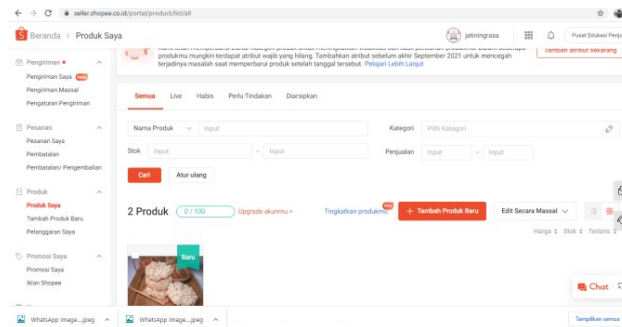 seller.shopee.co.id/portal/product/list/all
Beranda > Produk Saya
jatiningrasa
Pusat Edukasi Penju
produkmu mungkin terdapat atribut wajib yang hilang. Tambahkan atribut sebelum akhir September 2021 untuk mencegah
terjadinya masalah saat memperbarui produk setelah tanggal tersebut. Pelajari Lebih Lanjut
Tambah atribut sekarang
Pengiriman
Pengiriman Saya
Pengiriman Massal
Pengaturan Pengiriman
Pesanan
Pesanan Saya
Pembatalan
Pembatalan/ Pengembalian
Produk
Produk Saya
Tambah Produk Baru
Pelanggaran Saya
Promosi Saya
Promosi Saya
Iklan Shopee
Semua Live Habis Perlu Tindakan Diarsipkan
Nama Produk Input Kategori Pilih Kategori
Stok Input - Input Penjualan Input - Input
Cari Atur ulang
2 Produk 0 / 100 Upgrade akunmu > Tingkatkan produkmu + Tambah Produk Baru Edit Secara Massal
Harga Stok Terlaris
Baru
Chat
WhatsApp Image....jpeg WhatsApp Image....jpeg Tampilkan semua